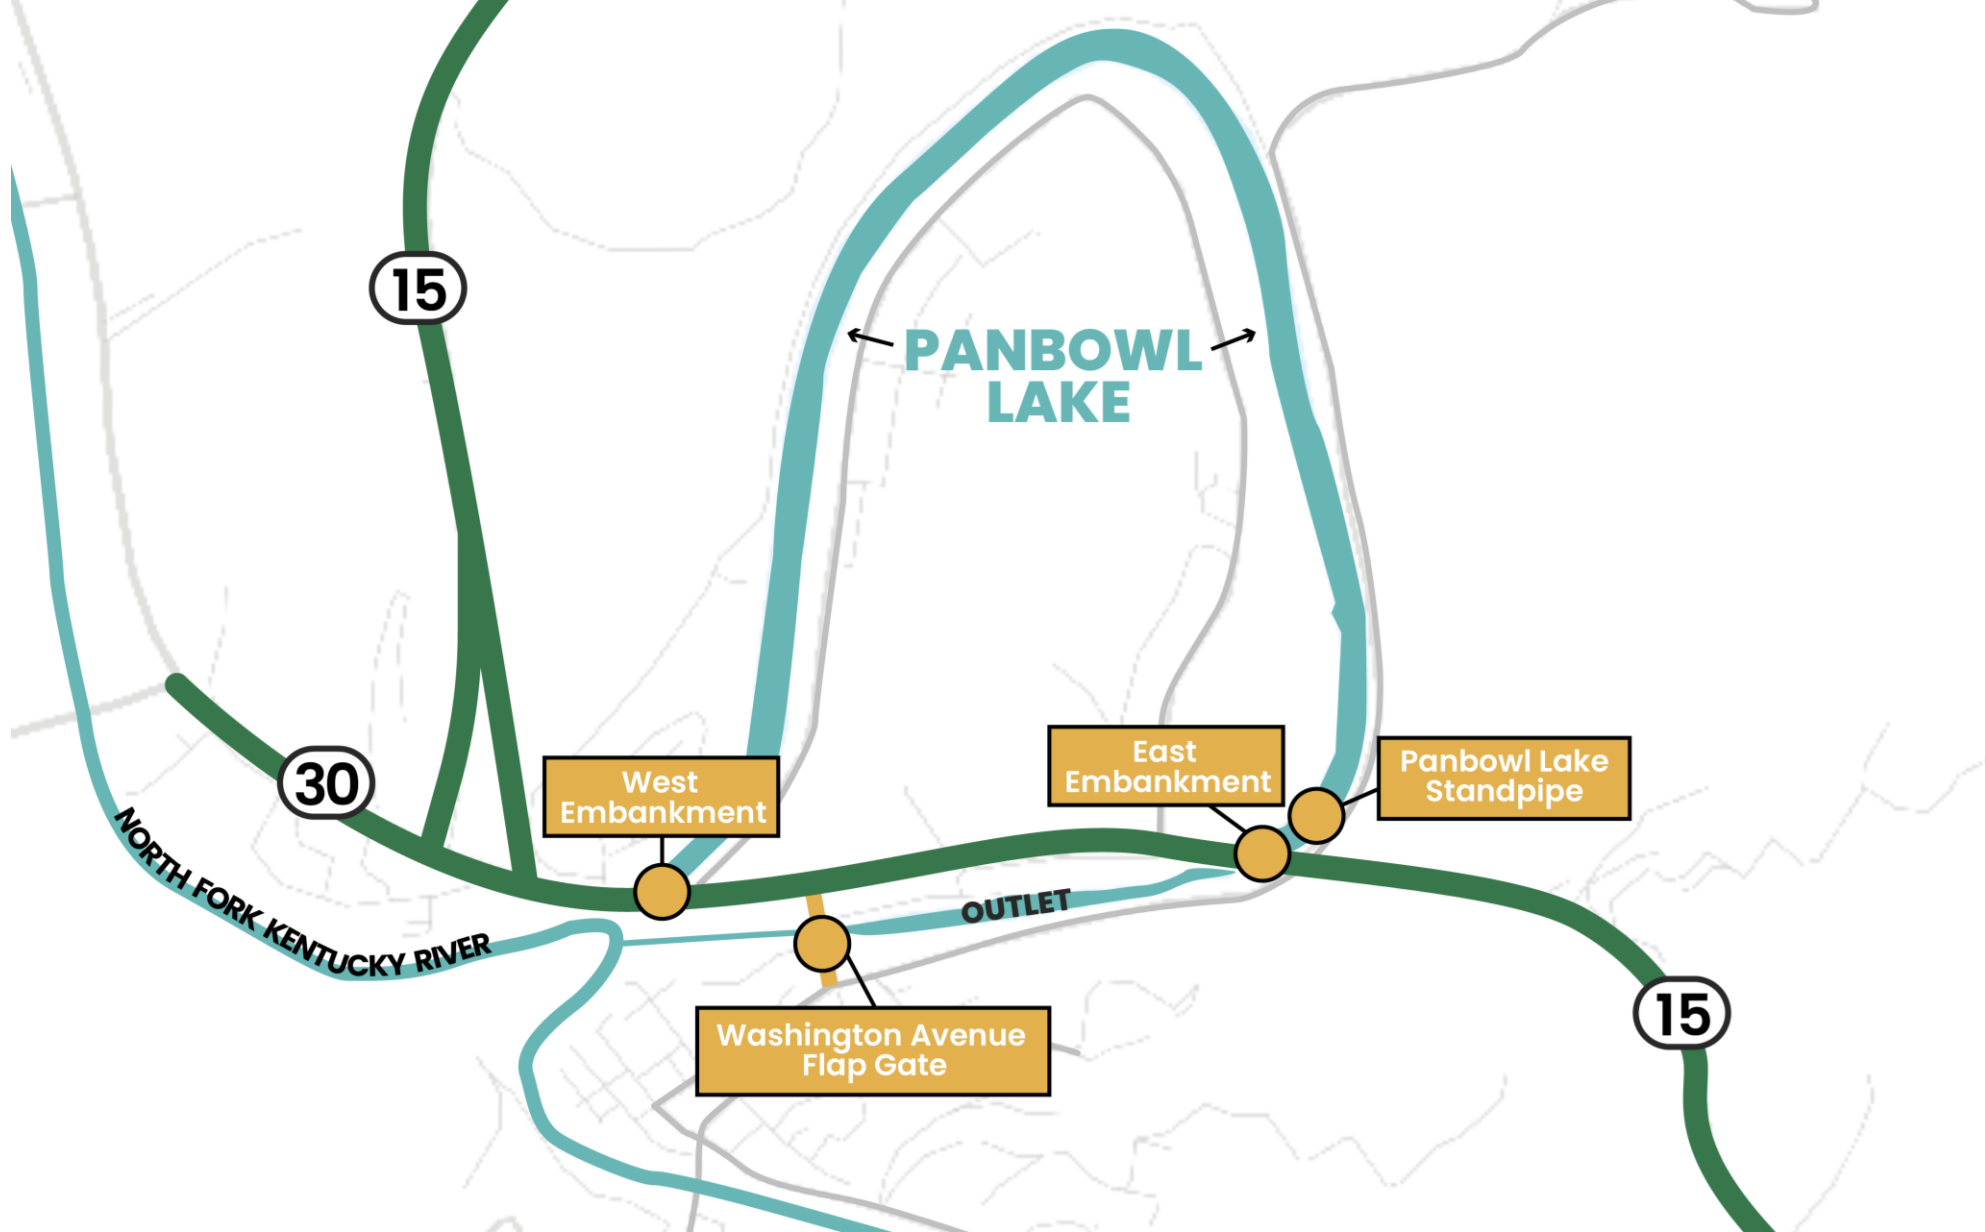 15
PANBOWL
LAKE
West
Embankment
East
Embankment
Panbowl Lake
Standpipe
30
NORTH FORK KENTUCKY RIVER
OUTLET
Washington Avenue
Flap Gate
15